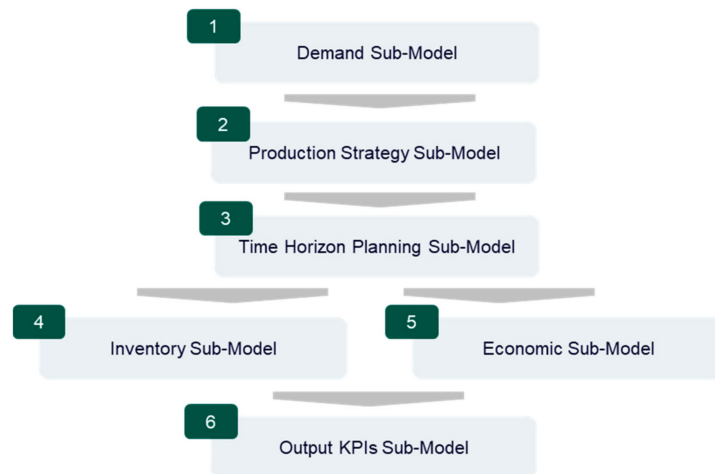 1
Demand Sub-Model
2
Production Strategy Sub-Model
3
Time Horizon Planning Sub-Model
4
Inventory Sub-Model
5
Economic Sub-Model
6
Output KPIs Sub-Model